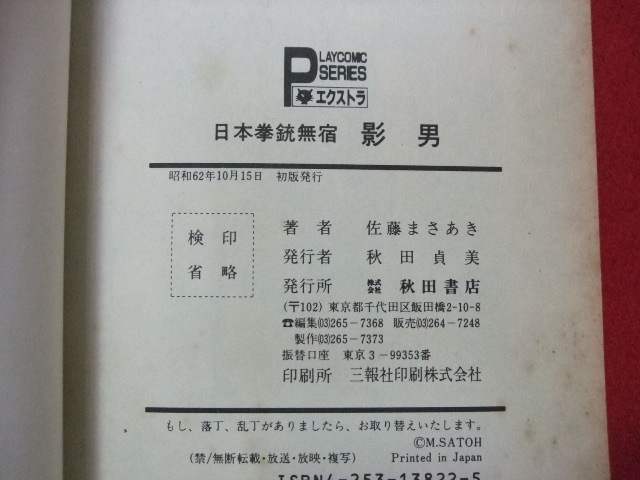 PLAYCOMIC
SERIES
エクストラ
日本拳銃無宿 影男
昭和62年10月15日 初版発行
検印
省略
著者 佐藤まさあき
発行者 秋田貞美
発行所 株式会社 秋田書店
(〒102) 東京都千代田区飯田橋2-10-8
☎編集(03)265-7368 販売(03)264-7248
製作(03)265-7373
振替口座 東京3-99353番
印刷所 三報社印刷株式会社
もし、落丁、乱丁がありましたら、お取り替えいたします。
©M.SATOH
(禁/無断転載・放送・放映・複写) Printed in Japan
ISBN4-253-13822-5